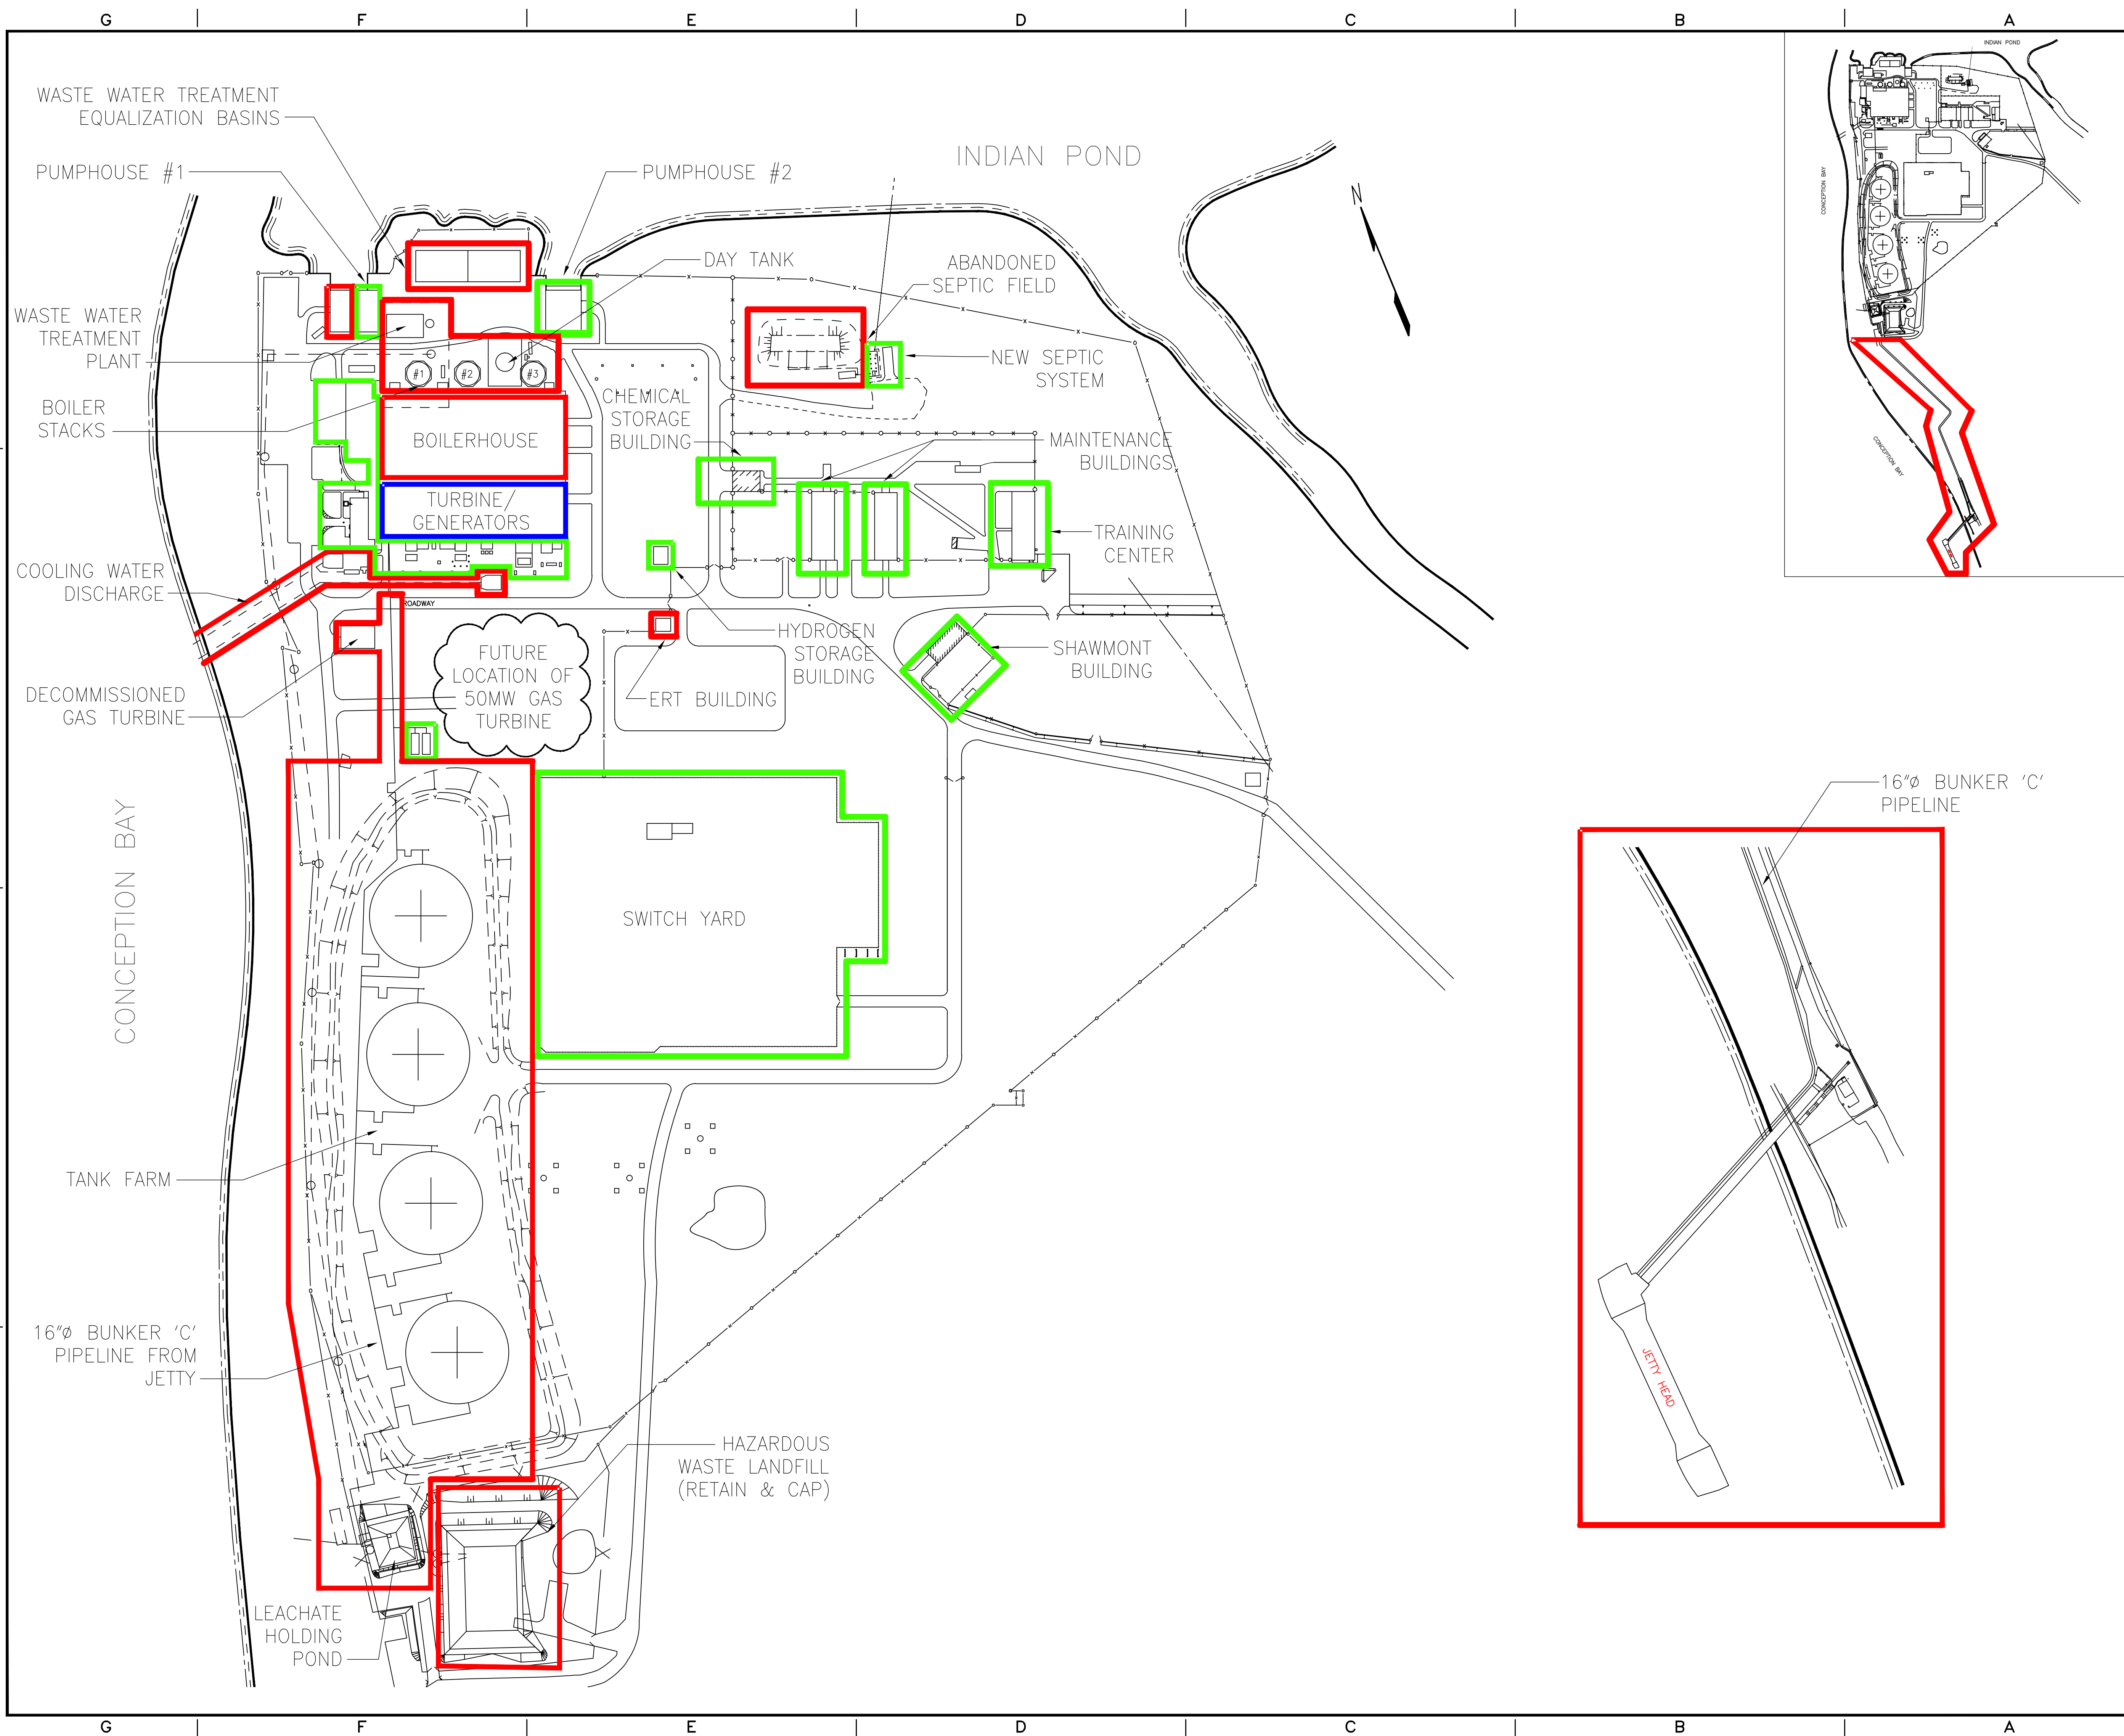 G F E D C B A
WASTE WATER TREATMENT
EQUALIZATION BASINS
PUMPHOUSE #1
PUMPHOUSE #2
INDIAN POND
N
DAY TANK
ABANDONED
SEPTIC FIELD
WASTE WATER
TREATMENT
PLANT
NEW SEPTIC
SYSTEM
#1
#2
#3
BOILER
STACKS
CHEMICAL
STORAGE
BUILDING
BOILERHOUSE
MAINTENANCE
BUILDINGS
TURBINE/
GENERATORS
TRAINING
CENTER
COOLING WATER
DISCHARGE
ROADWAY
HYDROGEN
STORAGE
BUILDING
SHAWMONT
BUILDING
FUTURE
LOCATION OF
50MW GAS
TURBINE
ERT BUILDING
DECOMMISSIONED
GAS TURBINE
CONCEPTION BAY
SWITCH YARD
TANK FARM
16"Ø BUNKER 'C'
PIPELINE FROM
JETTY
HAZARDOUS
WASTE LANDFILL
(RETAIN & CAP)
LEACHATE
HOLDING
POND
INDIAN POND
CONCEPTION BAY
CONCEPTION BAY
16"Ø BUNKER 'C'
PIPELINE
JETTY HEAD
G F E D C B A